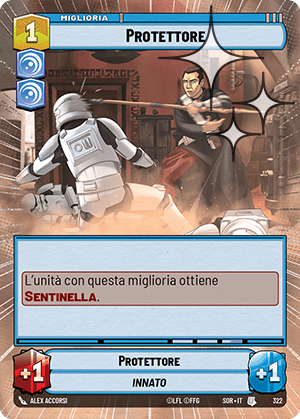 MIGLIORIA
1
PROTETTORE
L'unità con questa miglioria ottiene
SENTINELLA.
PROTETTORE
INNATO
+1
+1
ALEX ACCORSI
©LFL ©FFG
SOR • IT
322